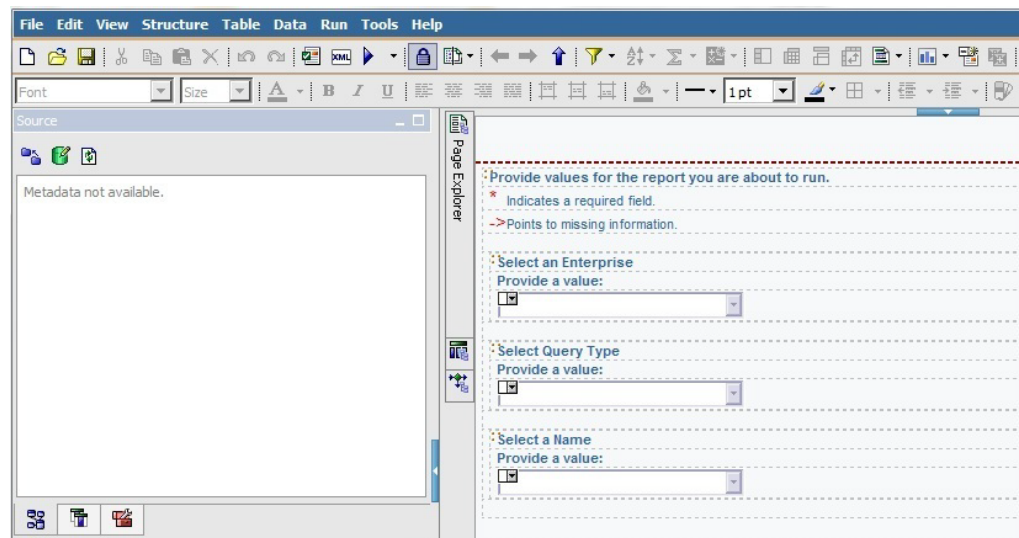 File Edit View Structure Table Data Run Tools Help
XML
Font Size A B I U 1 pt
Source
Page Explorer
Metadata not available.
Provide values for the report you are about to run.
* Indicates a required field.
->Points to missing information.
Select an Enterprise
Provide a value:
Select Query Type
Provide a value:
Select a Name
Provide a value: